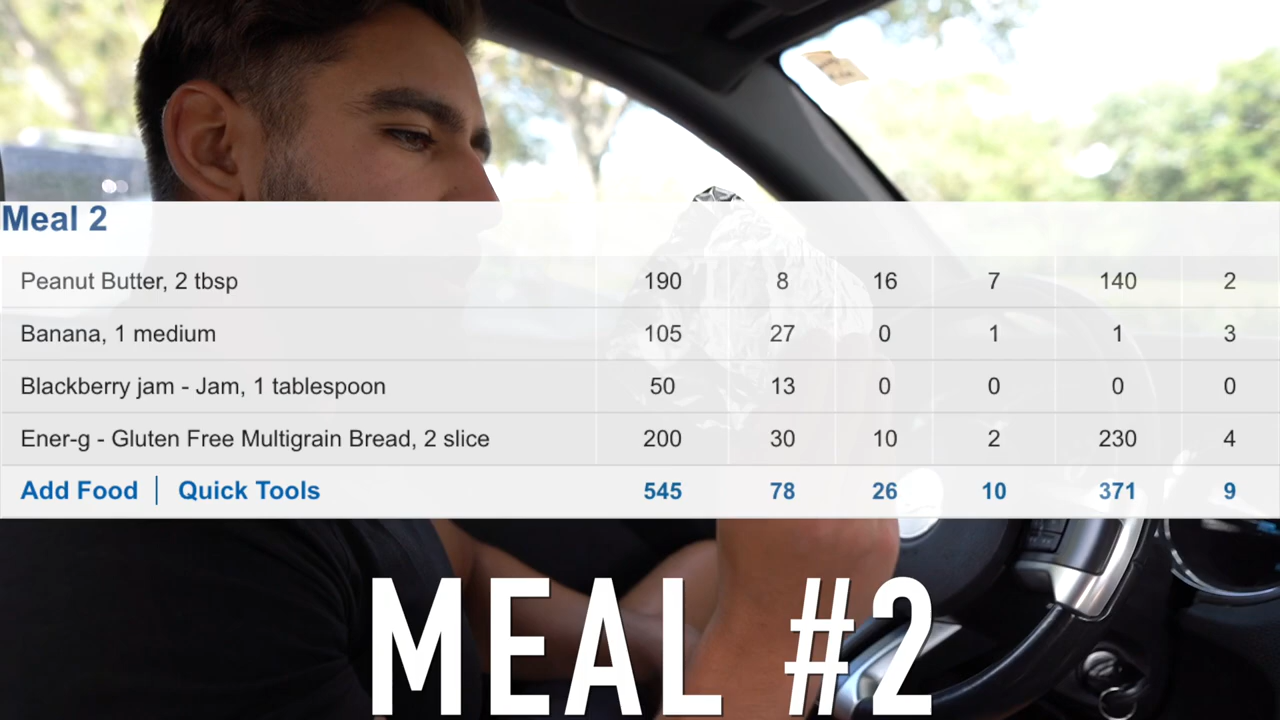 Meal 2
Peanut Butter, 2 tbsp 190 8 16 7 140 2
Banana, 1 medium 105 27 0 1 1 3
Blackberry jam - Jam, 1 tablespoon 50 13 0 0 0 0
Ener-g - Gluten Free Multigrain Bread, 2 slice 200 30 10 2 230 4
Add Food | Quick Tools 545 78 26 10 371 9
MEAL #2